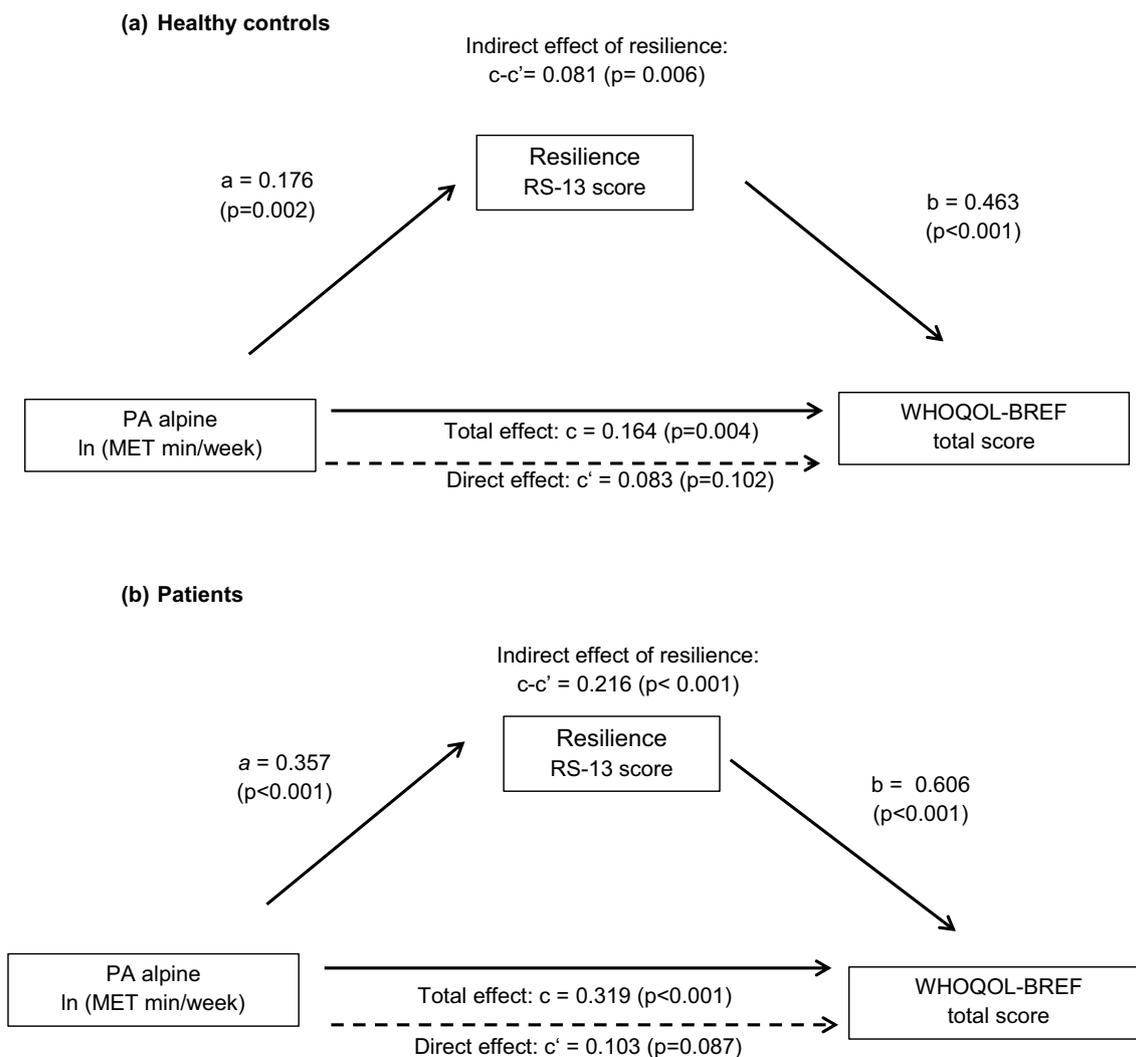 (a) Healthy controls
Indirect effect of resilience:
c-c’= 0.081 (p= 0.006)
Resilience
RS-13 score
a = 0.176
(p=0.002)
b = 0.463
(p<0.001)
PA alpine
ln (MET min/week)
WHOQOL-BREF
total score
Total effect: c = 0.164 (p=0.004)
Direct effect: c‘ = 0.083 (p=0.102)
(b) Patients
Indirect effect of resilience:
c-c’ = 0.216 (p< 0.001)
Resilience
RS-13 score
a = 0.357
(p<0.001)
b =  0.606
(p<0.001)
PA alpine
ln (MET min/week)
WHOQOL-BREF
total score
Total effect: c = 0.319 (p<0.001)
Direct effect: c‘ = 0.103 (p=0.087)